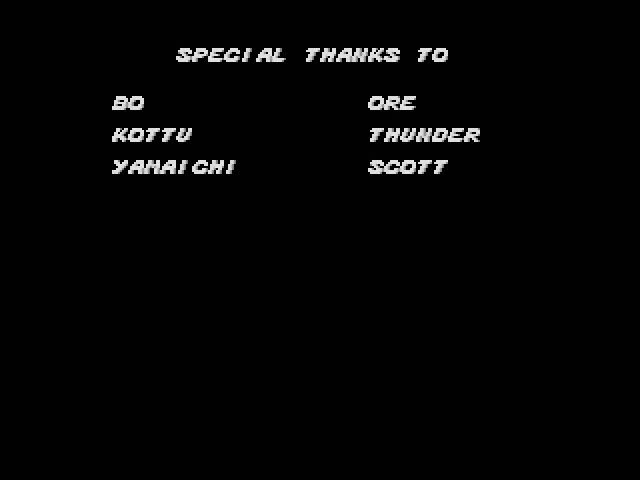 SPECIAL THANKS TO
BO ORE
KOTTU THUNDER
YAMAICHI SCOTT